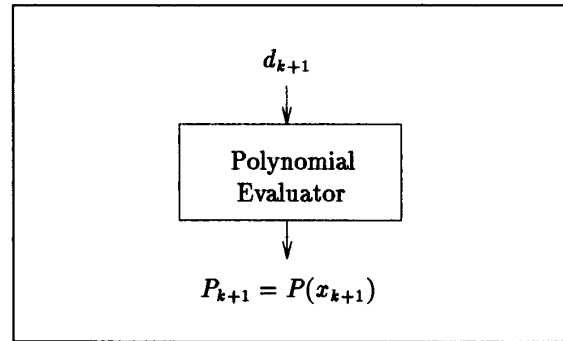 d_{k+1}
Polynomial
Evaluator
P_{k+1} = P(x_{k+1})